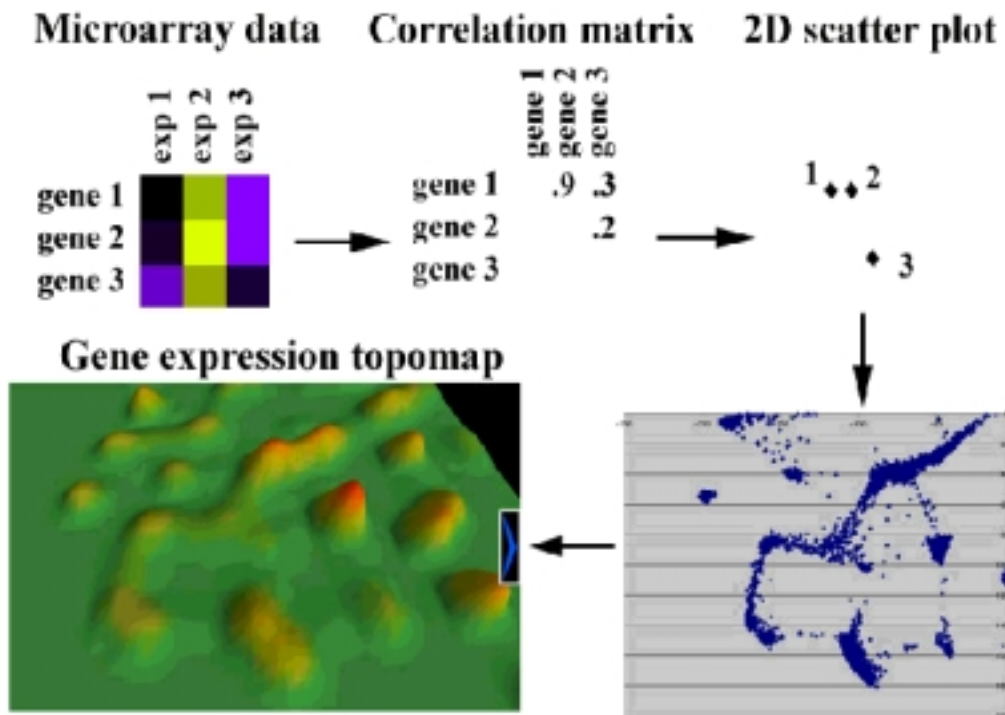 Microarray data
Correlation matrix
2D scatter plot
exp 1
exp 2
exp 3
gene 1
gene 2
gene 3
gene 1
gene 2
gene 3
gene 1 .9 .3
gene 2 .2
gene 3
1 2
3
Gene expression topomap